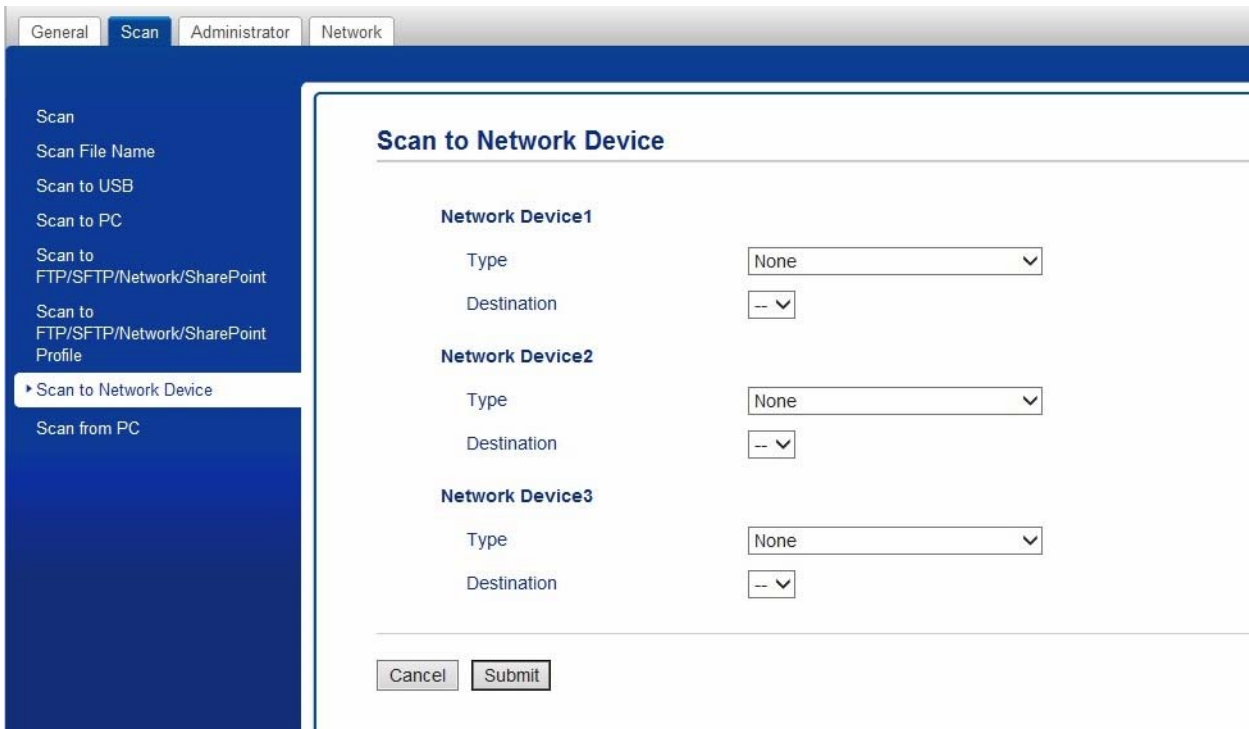 General Scan Administrator Network
Scan
Scan File Name
Scan to USB
Scan to PC
Scan to
FTP/SFTP/Network/SharePoint
Scan to
FTP/SFTP/Network/SharePoint
Profile
Scan to Network Device
Scan from PC
Scan to Network Device
Network Device1
Type None
Destination --
Network Device2
Type None
Destination --
Network Device3
Type None
Destination --
Cancel Submit